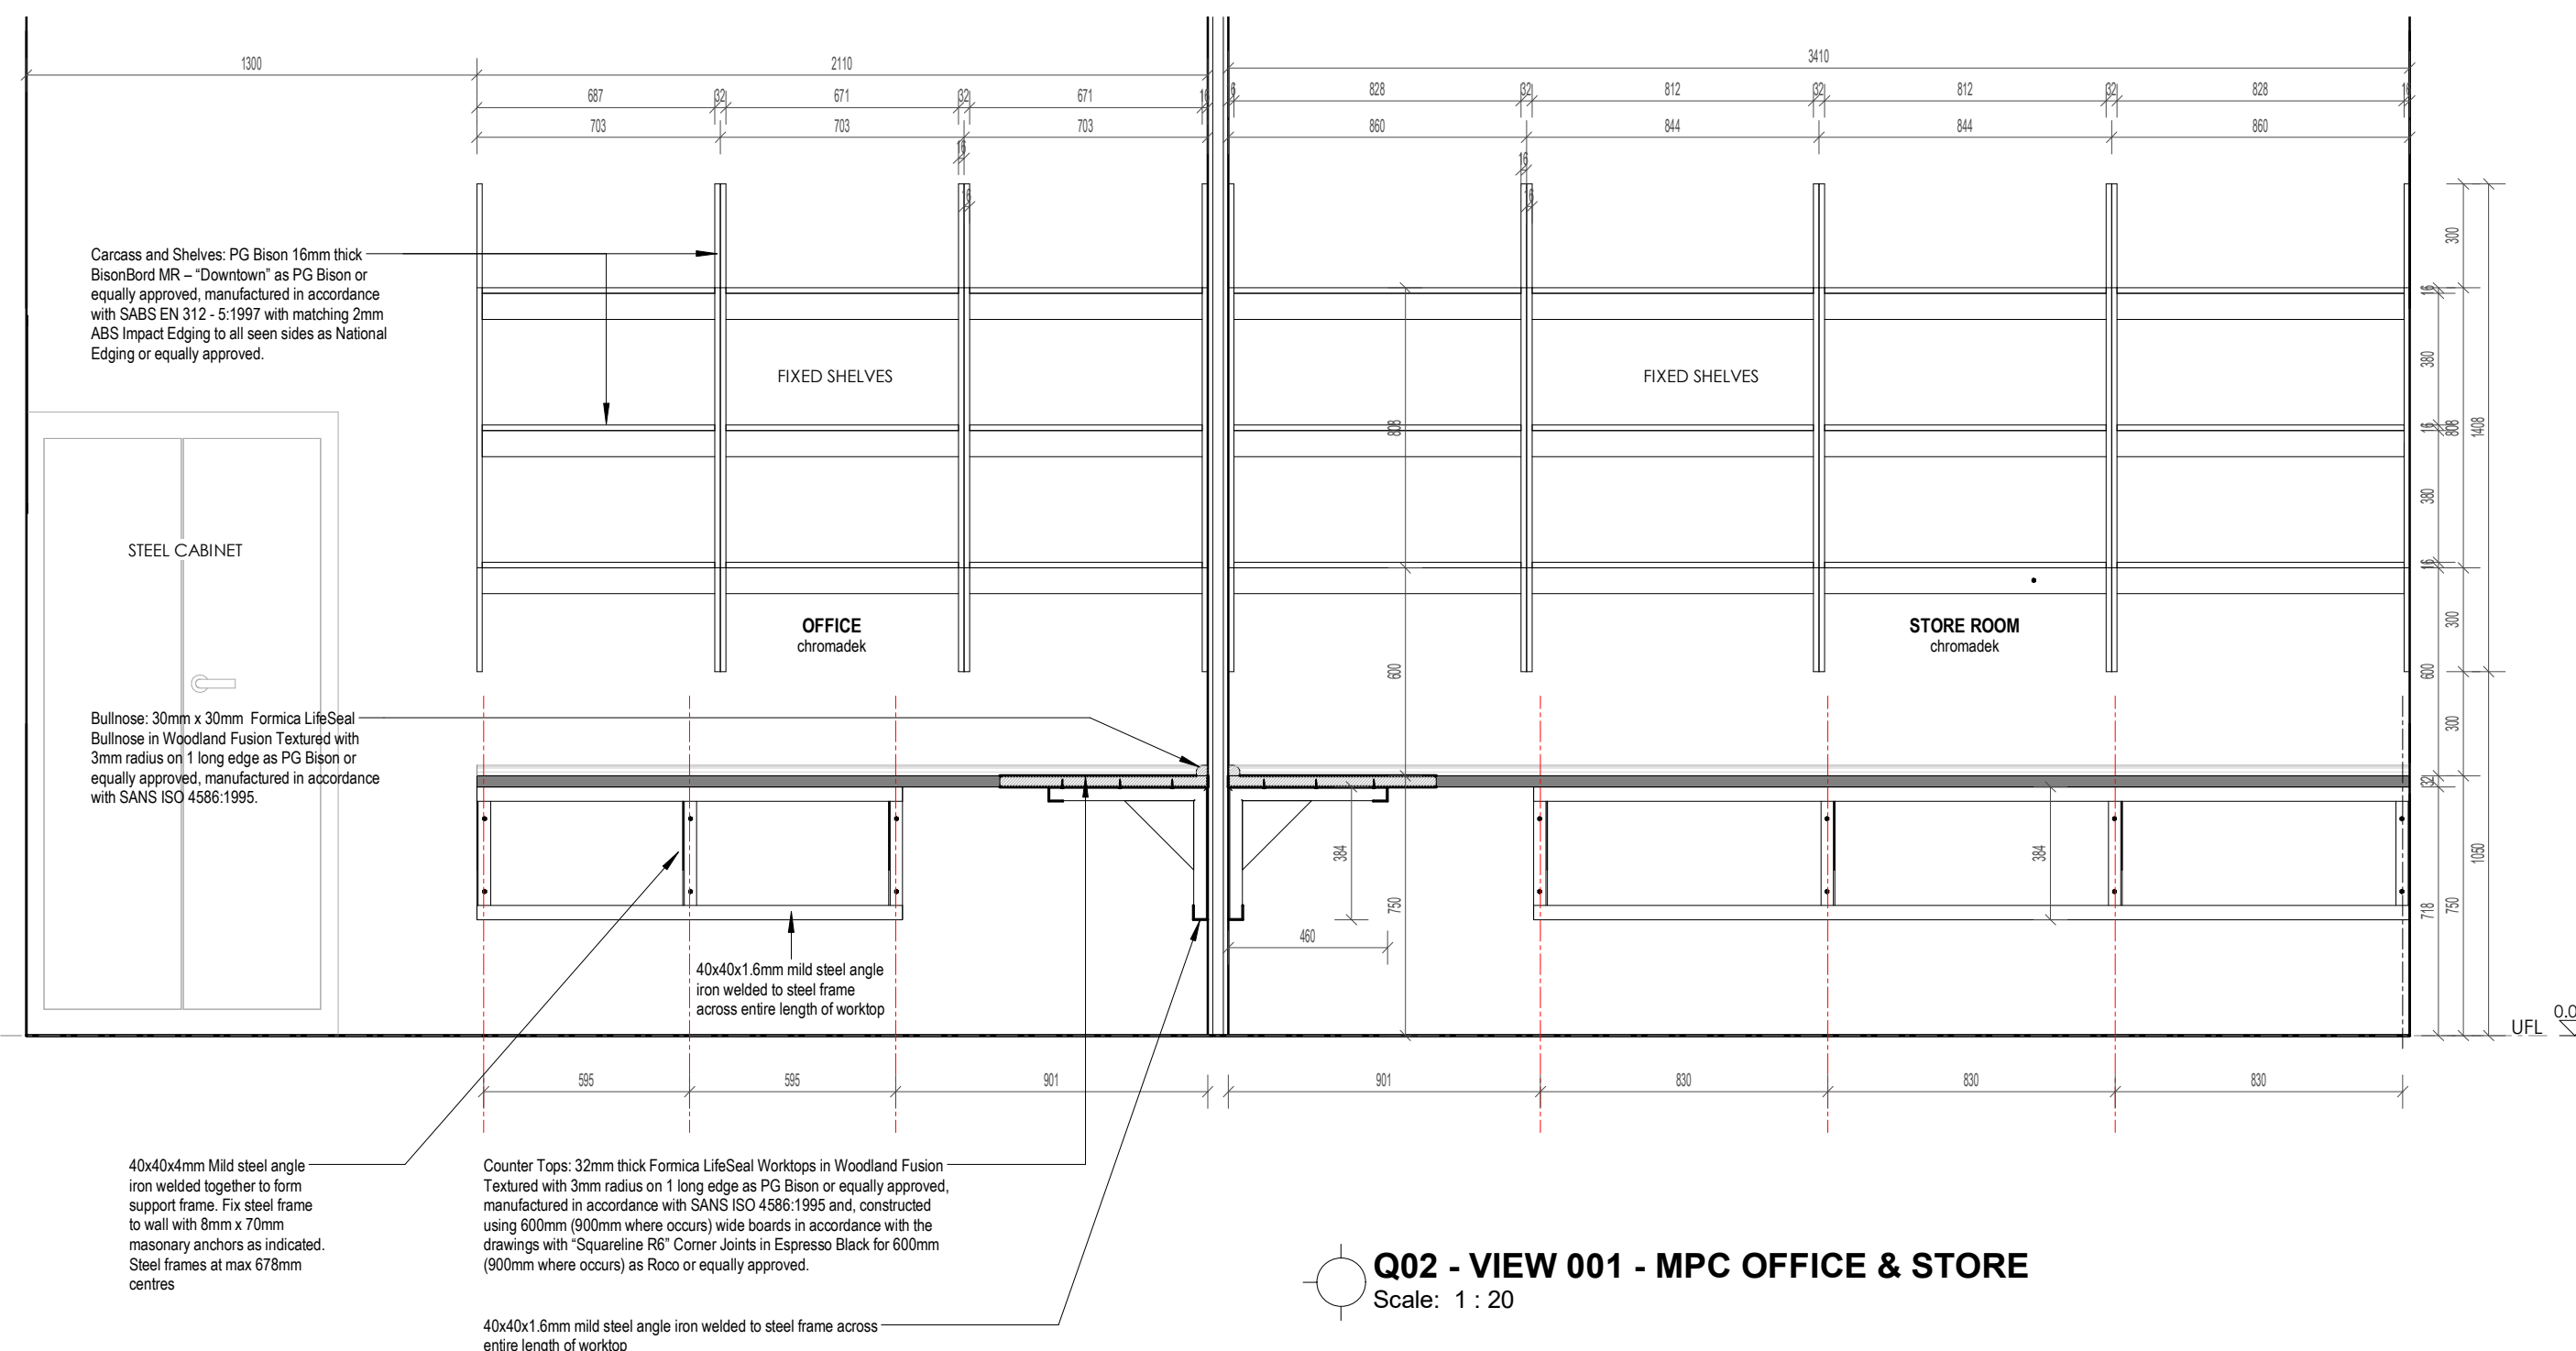 1300
2110
3410
687
32
671
32
671
16
6
828
32
812
32
812
32
828
16
703
703
703
860
844
844
860
16
16
16
16
300
Carcass and Shelves: PG Bison 16mm thick
BisonBord MR – “Downtown” as PG Bison or
equally approved, manufactured in accordance
with SABS EN 312 - 5:1997 with matching 2mm
ABS Impact Edging to all seen sides as National
Edging or equally approved.
16
FIXED SHELVES
FIXED SHELVES
380
808
16
808
1408
380
STEEL CABINET
16
OFFICE
chromadek
STORE ROOM
chromadek
300
600
600
Bullnose: 30mm x 30mm Formica LifeSeal
Bullnose in Woodland Fusion Textured with
3mm radius on 1 long edge as PG Bison or
equally approved, manufactured in accordance
with SANS ISO 4586:1995.
300
32
384
384
1050
750
718
750
460
40x40x1.6mm mild steel angle
iron welded to steel frame
across entire length of worktop
UFL
0.0
595
595
901
901
830
830
830
40x40x4mm Mild steel angle
iron welded together to form
support frame. Fix steel frame
to wall with 8mm x 70mm
masonary anchors as indicated.
Steel frames at max 678mm
centres
Counter Tops: 32mm thick Formica LifeSeal Worktops in Woodland Fusion
Textured with 3mm radius on 1 long edge as PG Bison or equally approved,
manufactured in accordance with SANS ISO 4586:1995 and, constructed
using 600mm (900mm where occurs) wide boards in accordance with the
drawings with “Squareline R6” Corner Joints in Espresso Black for 600mm
(900mm where occurs) as Roco or equally approved.
40x40x1.6mm mild steel angle iron welded to steel frame across
entire length of worktop
Q02 - VIEW 001 - MPC OFFICE & STORE
Scale: 1 : 20